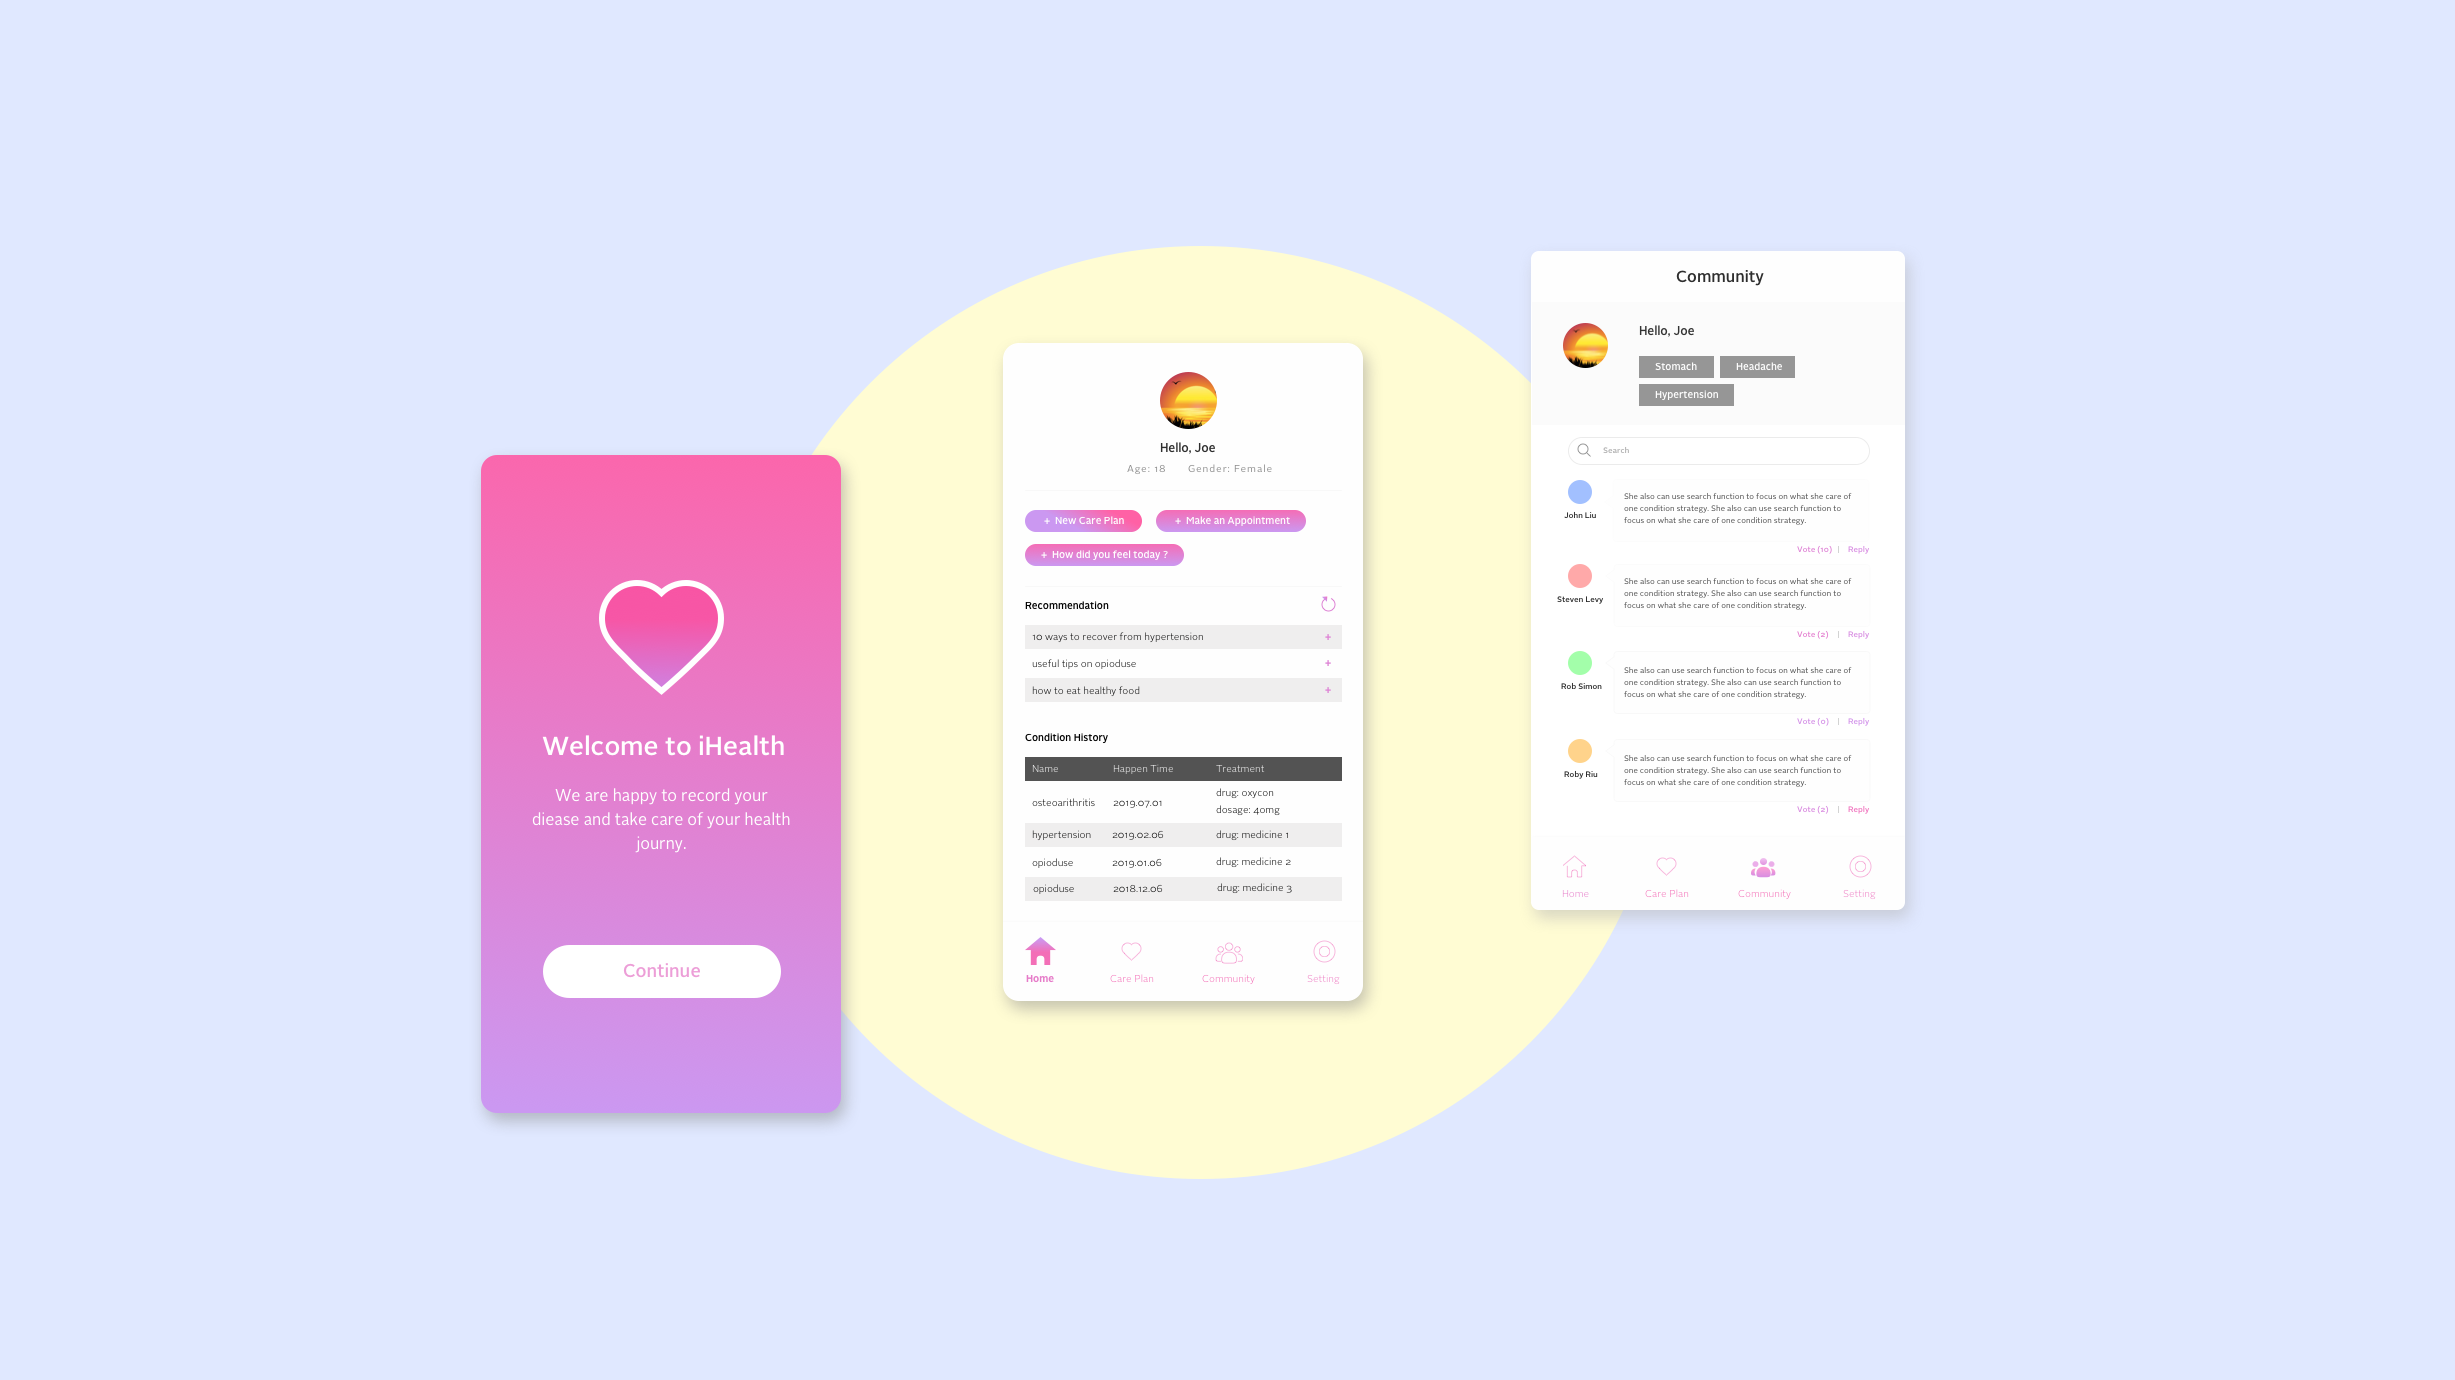 Welcome to iHealth
We are happy to record your
diease and take care of your health
journy.
Continue
Hello, Joe
Age: 18 Gender: Female
+ New Care Plan + Make an Appointment
+ How did you feel today ?
Recommendation
10 ways to recover from hypertension +
useful tips on opioduse +
how to eat healthy food +
Condition History
Name Happen Time Treatment
osteoarithritis 2019.07.01 drug: oxycon
dosage: 40mg
hypertension 2019.02.06 drug: medicine 1
opioduse 2019.01.06 drug: medicine 2
opioduse 2018.12.06 drug: medicine 3
Home Care Plan Community Setting
Community
Hello, Joe
Stomach Headache
Hypertension
Search
She also can use search function to focus on what she care of
one condition strategy. She also can use search function to
focus on what she care of one condition strategy.
John Liu
Vote (10) | Reply
She also can use search function to focus on what she care of
one condition strategy. She also can use search function to
focus on what she care of one condition strategy.
Steven Levy
Vote (2) | Reply
She also can use search function to focus on what she care of
one condition strategy. She also can use search function to
focus on what she care of one condition strategy.
Rob Simon
Vote (0) | Reply
She also can use search function to focus on what she care of
one condition strategy. She also can use search function to
focus on what she care of one condition strategy.
Roby Riu
Vote (2) | Reply
Home Care Plan Community Setting